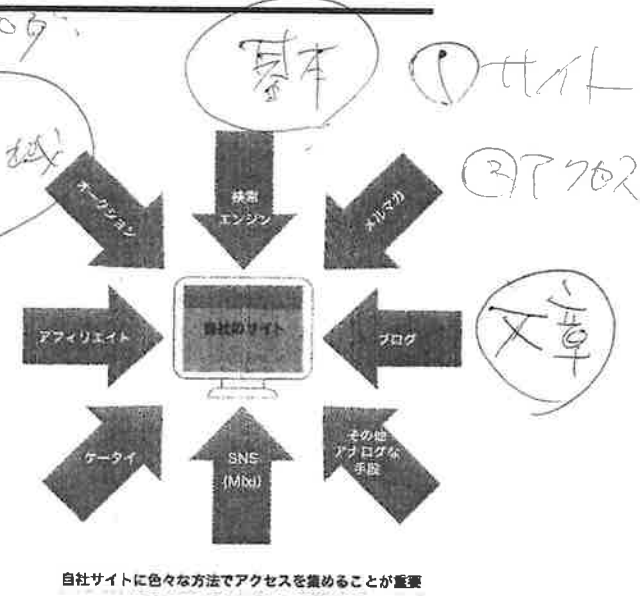 基本
① サイト
② アクセス
オークション
検索
エンジン
メルマガ
アフィリエイト
自社のサイト
ブログ
文章
ケータイ
SNS
(Mixi)
その他
アナログな
手段
自社サイトに色々な方法でアクセスを集めることが重要